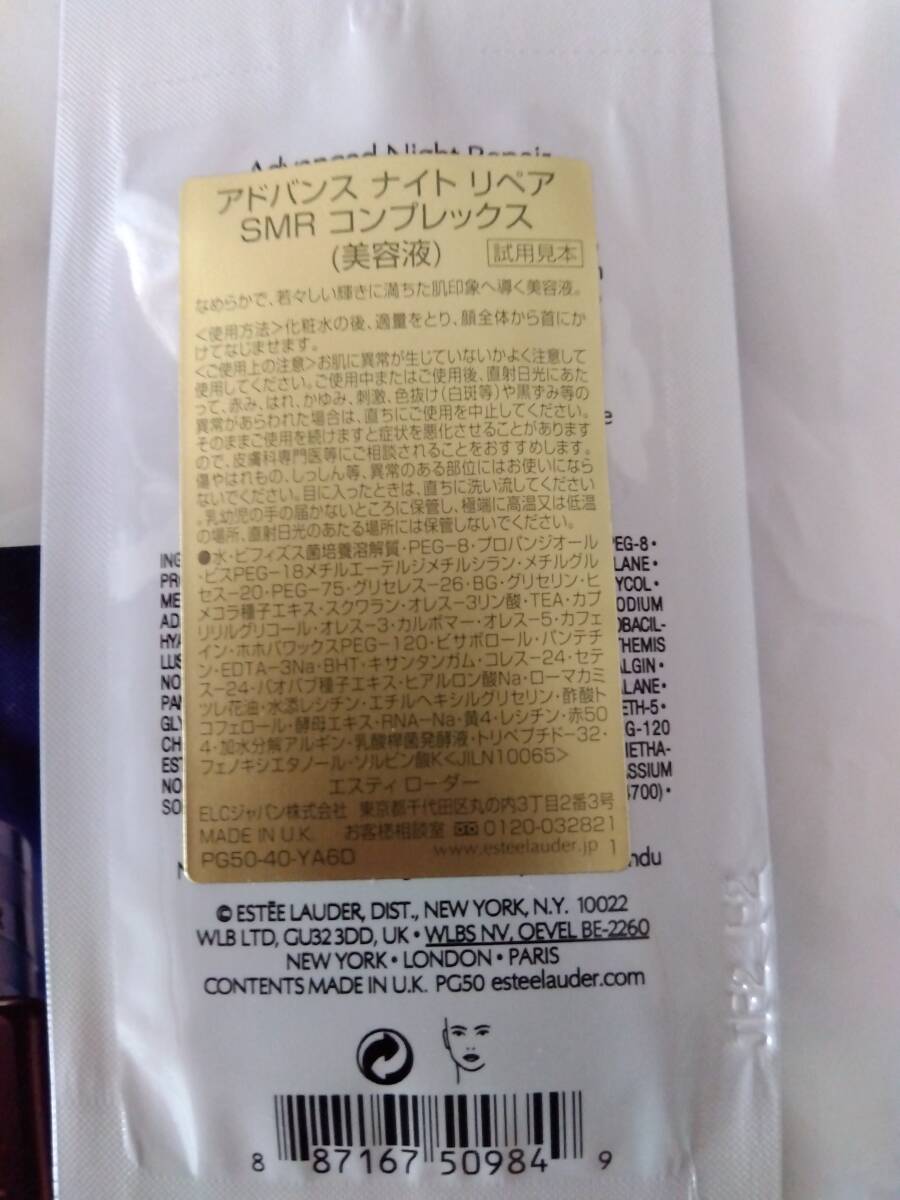 Advanced Night Repair
アドバンス ナイト リペア
SMR コンプレックス
(美容液) 試用見本
なめらかで、若々しい輝きに満ちた肌印象へ導く美容液。
<使用方法>化粧水の後、適量をとり、顔全体から首にか
けてなじませます。
<ご使用上の注意>お肌に異常が生じていないかよく注意して
使用してください。ご使用中またはご使用後、直射日光にあた
って、赤み、はれ、かゆみ、刺激、色抜け(白斑等)や黒ずみ等の
異常があらわれた場合は、直ちにご使用を中止してください。
そのままご使用を続けますと症状を悪化させることがあります
ので、皮膚科専門医等にご相談されることをおすすめします。
傷やはれもの、しっしん等、異常のある部位にはお使いになら
ないでください。目に入ったときは、直ちに洗い流してください
。乳幼児の手の届かないところに保管し、極端に高温又は低温
の場所、直射日光のあたる場所には保管しないでください。
●水・ビフィズス菌培養溶解質・PEG-8・プロパンジオール
・ビスPEG-18メチルエーテルジメチルシラン・メチルグル
セス-20・PEG-75・グリセレス-26・BG・グリセリン・ヒ
メコラ種子エキス・スクワラン・オレス-3リン酸・TEA・カプ
リリルグリコール・オレス-3・カルボマー・オレス-5・カフェ
イン・ホホバワックスPEG-120・ビサボロール・パンテチ
ン・EDTA-3Na・BHT・キサンタンガム・コレス-24・セテ
ス-24・バオバブ種子エキス・ヒアルロン酸Na・ローマカミ
ツレ花油・水添レシチン・エチルヘキシルグリセリン・酢酸ト
コフェロール・酵母エキス・RNA-Na・黄4・レシチン・赤50
4・加水分解アルギン・乳酸桿菌発酵液・トリペプチド-32・
フェノキシエタノール・ソルビン酸K<JILN10065>
エスティ ローダー
ELCジャパン株式会社 東京都千代田区丸の内3丁目2番3号
MADE IN U.K. お客様相談室 0120-032821
PG50-40-YA6D www.esteelauder.jp 1
ING
PR
ME
AD
HY
LUS
NO
PA
GL
CH
EST
NO
SO
PEG-8•
LANE•
YCOL•
ODIUM
OBACIL-
THEMIS
ALGIN•
ALANE•
ETH-5•
G-120
IETHA-
ASSIUM
4700)•
ndu
© ESTĒE LAUDER, DIST., NEW YORK, N.Y. 10022
WLB LTD, GU32 3DD, UK • WLBS NV, OEVEL BE-2260
NEW YORK • LONDON • PARIS
CONTENTS MADE IN U.K. PG50 esteelauder.com
8 87167 50984 9